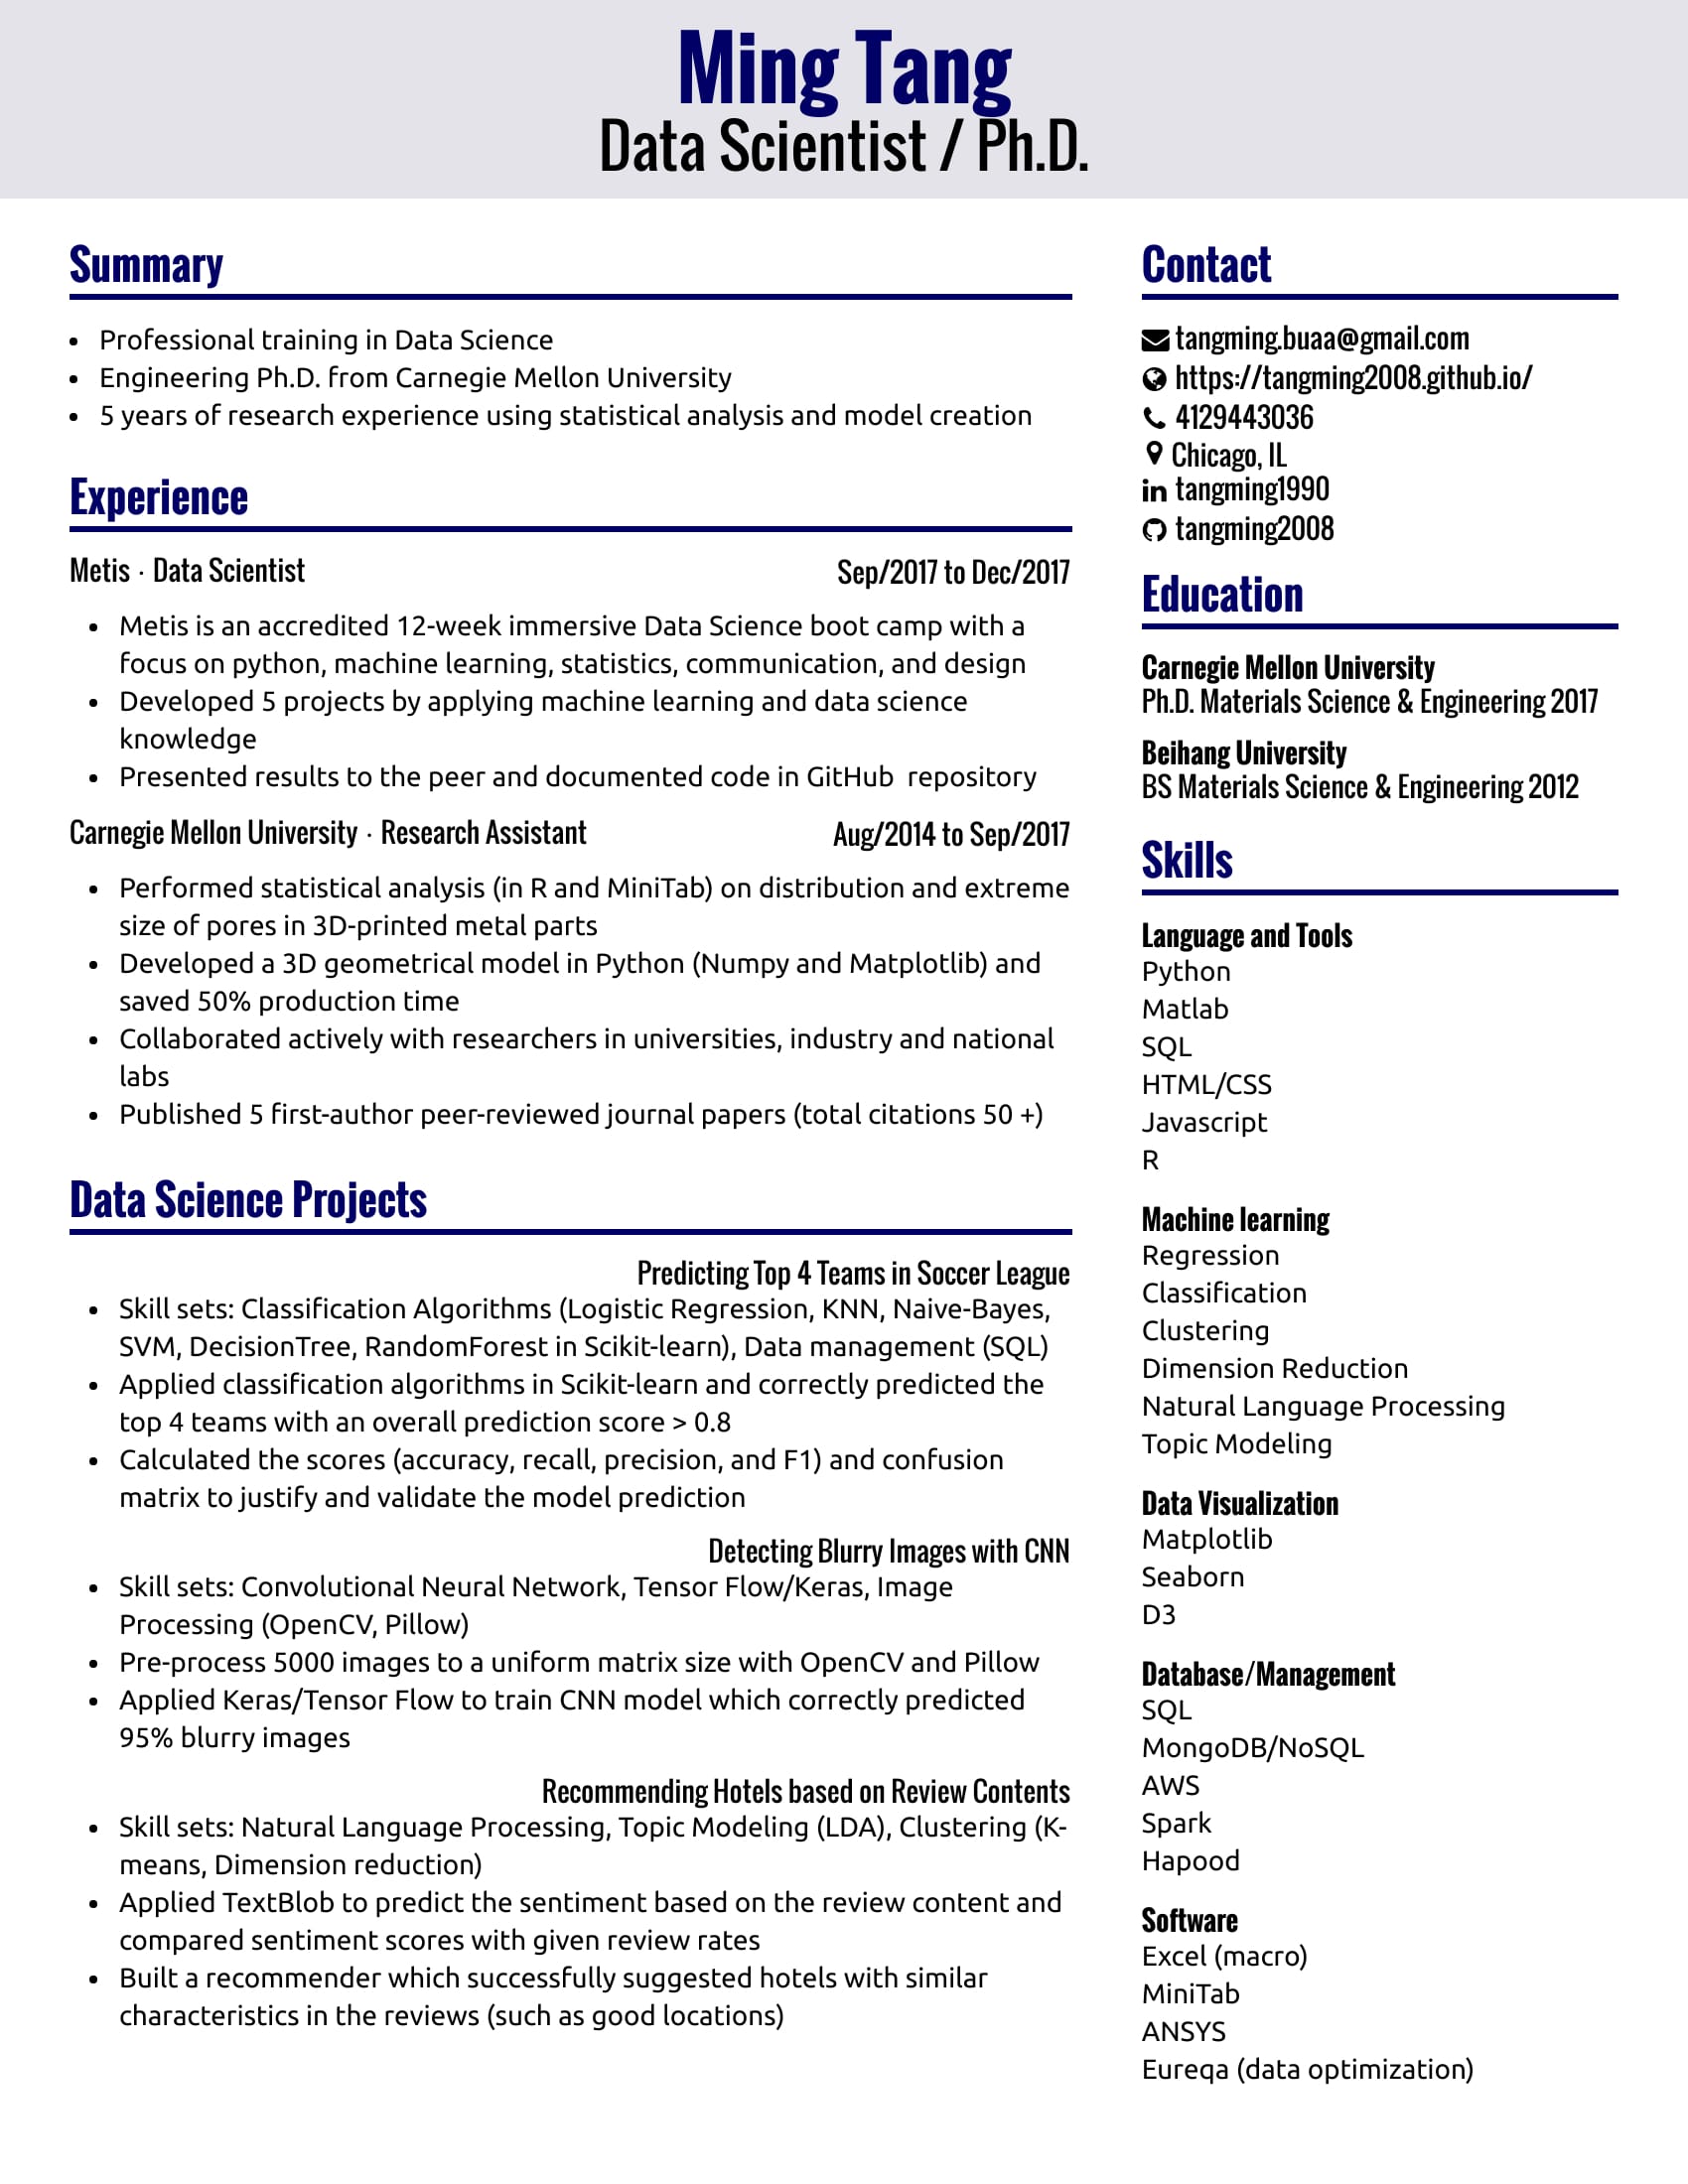 Ming Tang
Data Scientist / Ph.D.
Summary
• Professional training in Data Science
• Engineering Ph.D. from Carnegie Mellon University
• 5 years of research experience using statistical analysis and model creation
Experience
Metis · Data Scientist Sep/2017 to Dec/2017
• Metis is an accredited 12-week immersive Data Science boot camp with a
focus on python, machine learning, statistics, communication, and design
• Developed 5 projects by applying machine learning and data science
knowledge
• Presented results to the peer and documented code in GitHub  repository
Carnegie Mellon University · Research Assistant Aug/2014 to Sep/2017
• Performed statistical analysis (in R and MiniTab) on distribution and extreme
size of pores in 3D-printed metal parts
• Developed a 3D geometrical model in Python (Numpy and Matplotlib) and
saved 50% production time
• Collaborated actively with researchers in universities, industry and national
labs
• Published 5 first-author peer-reviewed journal papers (total citations 50 +)
Data Science Projects
Predicting Top 4 Teams in Soccer League
• Skill sets: Classification Algorithms (Logistic Regression, KNN, Naive-Bayes,
SVM, DecisionTree, RandomForest in Scikit-learn), Data management (SQL)
• Applied classification algorithms in Scikit-learn and correctly predicted the
top 4 teams with an overall prediction score > 0.8
• Calculated the scores (accuracy, recall, precision, and F1) and confusion
matrix to justify and validate the model prediction
Detecting Blurry Images with CNN
• Skill sets: Convolutional Neural Network, Tensor Flow/Keras, Image
Processing (OpenCV, Pillow)
• Pre-process 5000 images to a uniform matrix size with OpenCV and Pillow
• Applied Keras/Tensor Flow to train CNN model which correctly predicted
95% blurry images
Recommending Hotels based on Review Contents
• Skill sets: Natural Language Processing, Topic Modeling (LDA), Clustering (K-
means, Dimension reduction)
• Applied TextBlob to predict the sentiment based on the review content and
compared sentiment scores with given review rates
• Built a recommender which successfully suggested hotels with similar
characteristics in the reviews (such as good locations)
Contact
tangming.buaa@gmail.com
https://tangming2008.github.io/
4129443036
Chicago, IL
in tangming1990
tangming2008
Education
Carnegie Mellon University
Ph.D. Materials Science & Engineering 2017
Beihang University
BS Materials Science & Engineering 2012
Skills
Language and Tools
Python
Matlab
SQL
HTML/CSS
Javascript
R
Machine learning
Regression
Classification
Clustering
Dimension Reduction
Natural Language Processing
Topic Modeling
Data Visualization
Matplotlib
Seaborn
D3
Database/Management
SQL
MongoDB/NoSQL
AWS
Spark
Hapood
Software
Excel (macro)
MiniTab
ANSYS
Eureqa (data optimization)